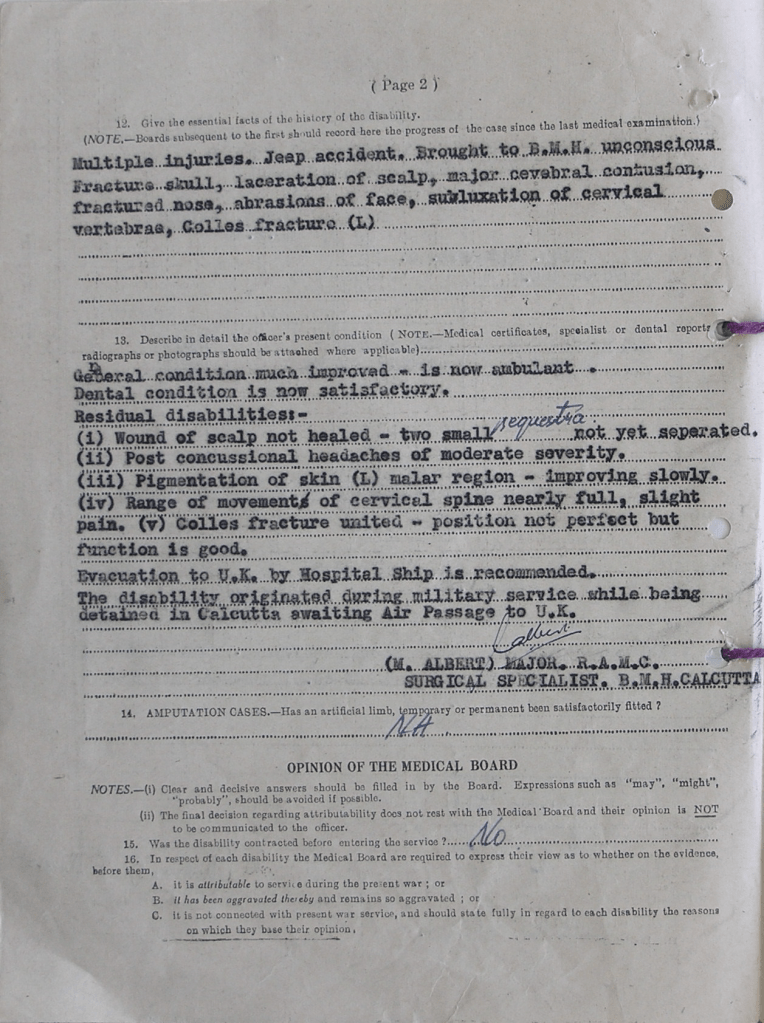 ( Page 2 )
12. Give the essential facts of the history of the disability.
(NOTE.—Boards subsequent to the first should record here the progress of the case since the last medical examination.)
Multiple injuries. Jeep accident. Brought to B.M.H. unconscious
Fracture skull, laceration of scalp, major cevebral contusion,
fractured nose, abrasions of face, subluxation of cervical
vertebrae, Colles fracture (L)
13. Describe in detail the officer's present condition ( NOTE.—Medical certificates, specialist or dental reports
radiographs or photographs should be attached where applicable)
General condition much improved - is now ambulant .
Dental condition is now satisfactory.
Residual disabilities:-
(i) Wound of scalp not healed - two small sequestra not yet seperated.
(ii) Post concussional headaches of moderate severity.
(iii) Pigmentation of skin (L) malar region - improving slowly.
(iv) Range of movements of cervical spine nearly full, slight
pain. (v) Colles fracture united - position not perfect but
function is good.
Evacuation to U.K. by Hospital Ship is recommended.
The disability originated during military service while being
detained in Calcutta awaiting Air Passage to U.K.
Calbert
(M. ALBERT) MAJOR. R.A.M.C.
SURGICAL SPECIALIST. B.M.H.CALCUTTA
14. AMPUTATION CASES.—Has an artificial limb, temporary or permanent been satisfactorily fitted ?
NA
OPINION OF THE MEDICAL BOARD
NOTES.—(i) Clear and decisive answers should be filled in by the Board. Expressions such as "may", "might",
"probably", should be avoided if possible.
(ii) The final decision regarding attributability does not rest with the Medical Board and their opinion is NOT
to be communicated to the officer.
15. Was the disability contracted before entering the service ? No
16. In respect of each disability the Medical Board are required to express their view as to whether on the evidence,
before them,
A. it is attributable to service during the present war ; or
B. it has been aggravated thereby and remains so aggravated ; or
C. it is not connected with present war service, and should state fully in regard to each disability the reasons
on which they base their opinion,